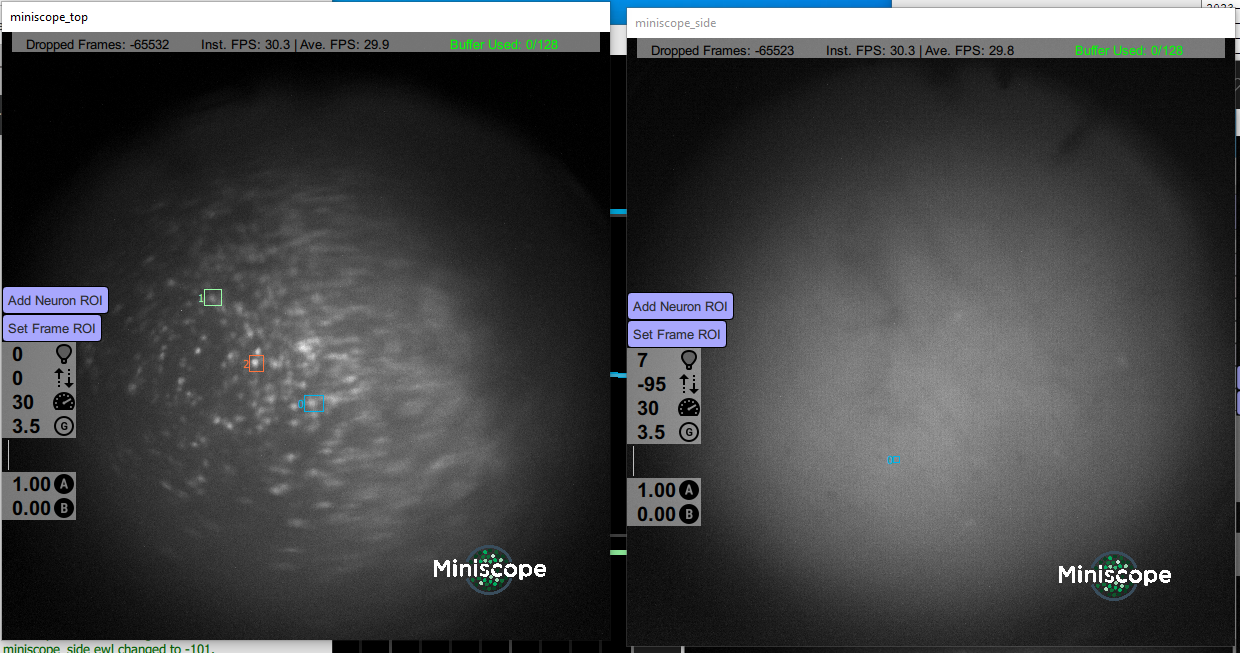 miniscope_top
Dropped Frames: -65532 Inst. FPS: 30.3 | Ave. FPS: 29.9 Buffer Used: 0/128
1
2
Add Neuron ROI
Set Frame ROI
0
0
30
3.5 G
1.00 A
0.00 B
Miniscope
miniscope_side
Dropped Frames: -65523 Inst. FPS: 30.3 | Ave. FPS: 29.8 Buffer Used: 0/128
Add Neuron ROI
Set Frame ROI
7
-95
30
3.5 G
0
1.00 A
0.00 B
Miniscope
miniscope_side ewl changed to -101.